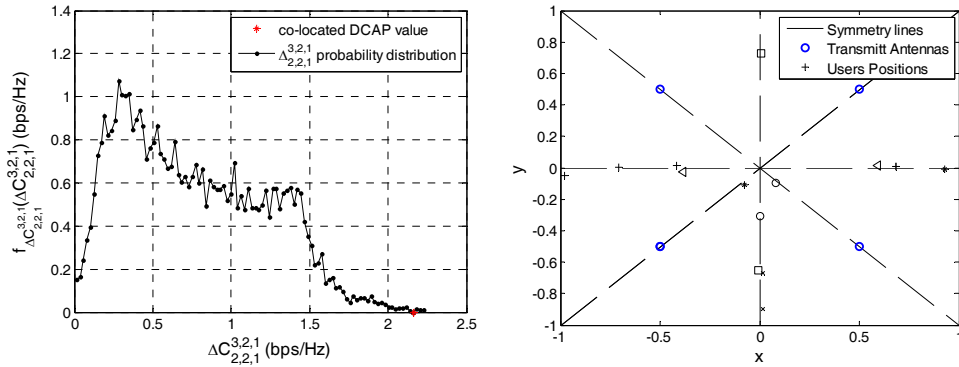 1.4
1.2
1
0.8
0.6
0.4
0.2
0
0 0.5 1 1.5 2 2.5
f_{ΔC^{3,2,1}_{2,2,1}}(ΔC^{3,2,1}_{2,2,1}) (bps/Hz)
ΔC^{3,2,1}_{2,2,1} (bps/Hz)
co-located DCAP value
Δ^{3,2,1}_{2,2,1} probability distribution
1
0.8
0.6
0.4
0.2
0
-0.2
-0.4
-0.6
-0.8
-1
-1 -0.5 0 0.5 1
y
x
Symmetry lines
Transmitt Antennas
Users Positions